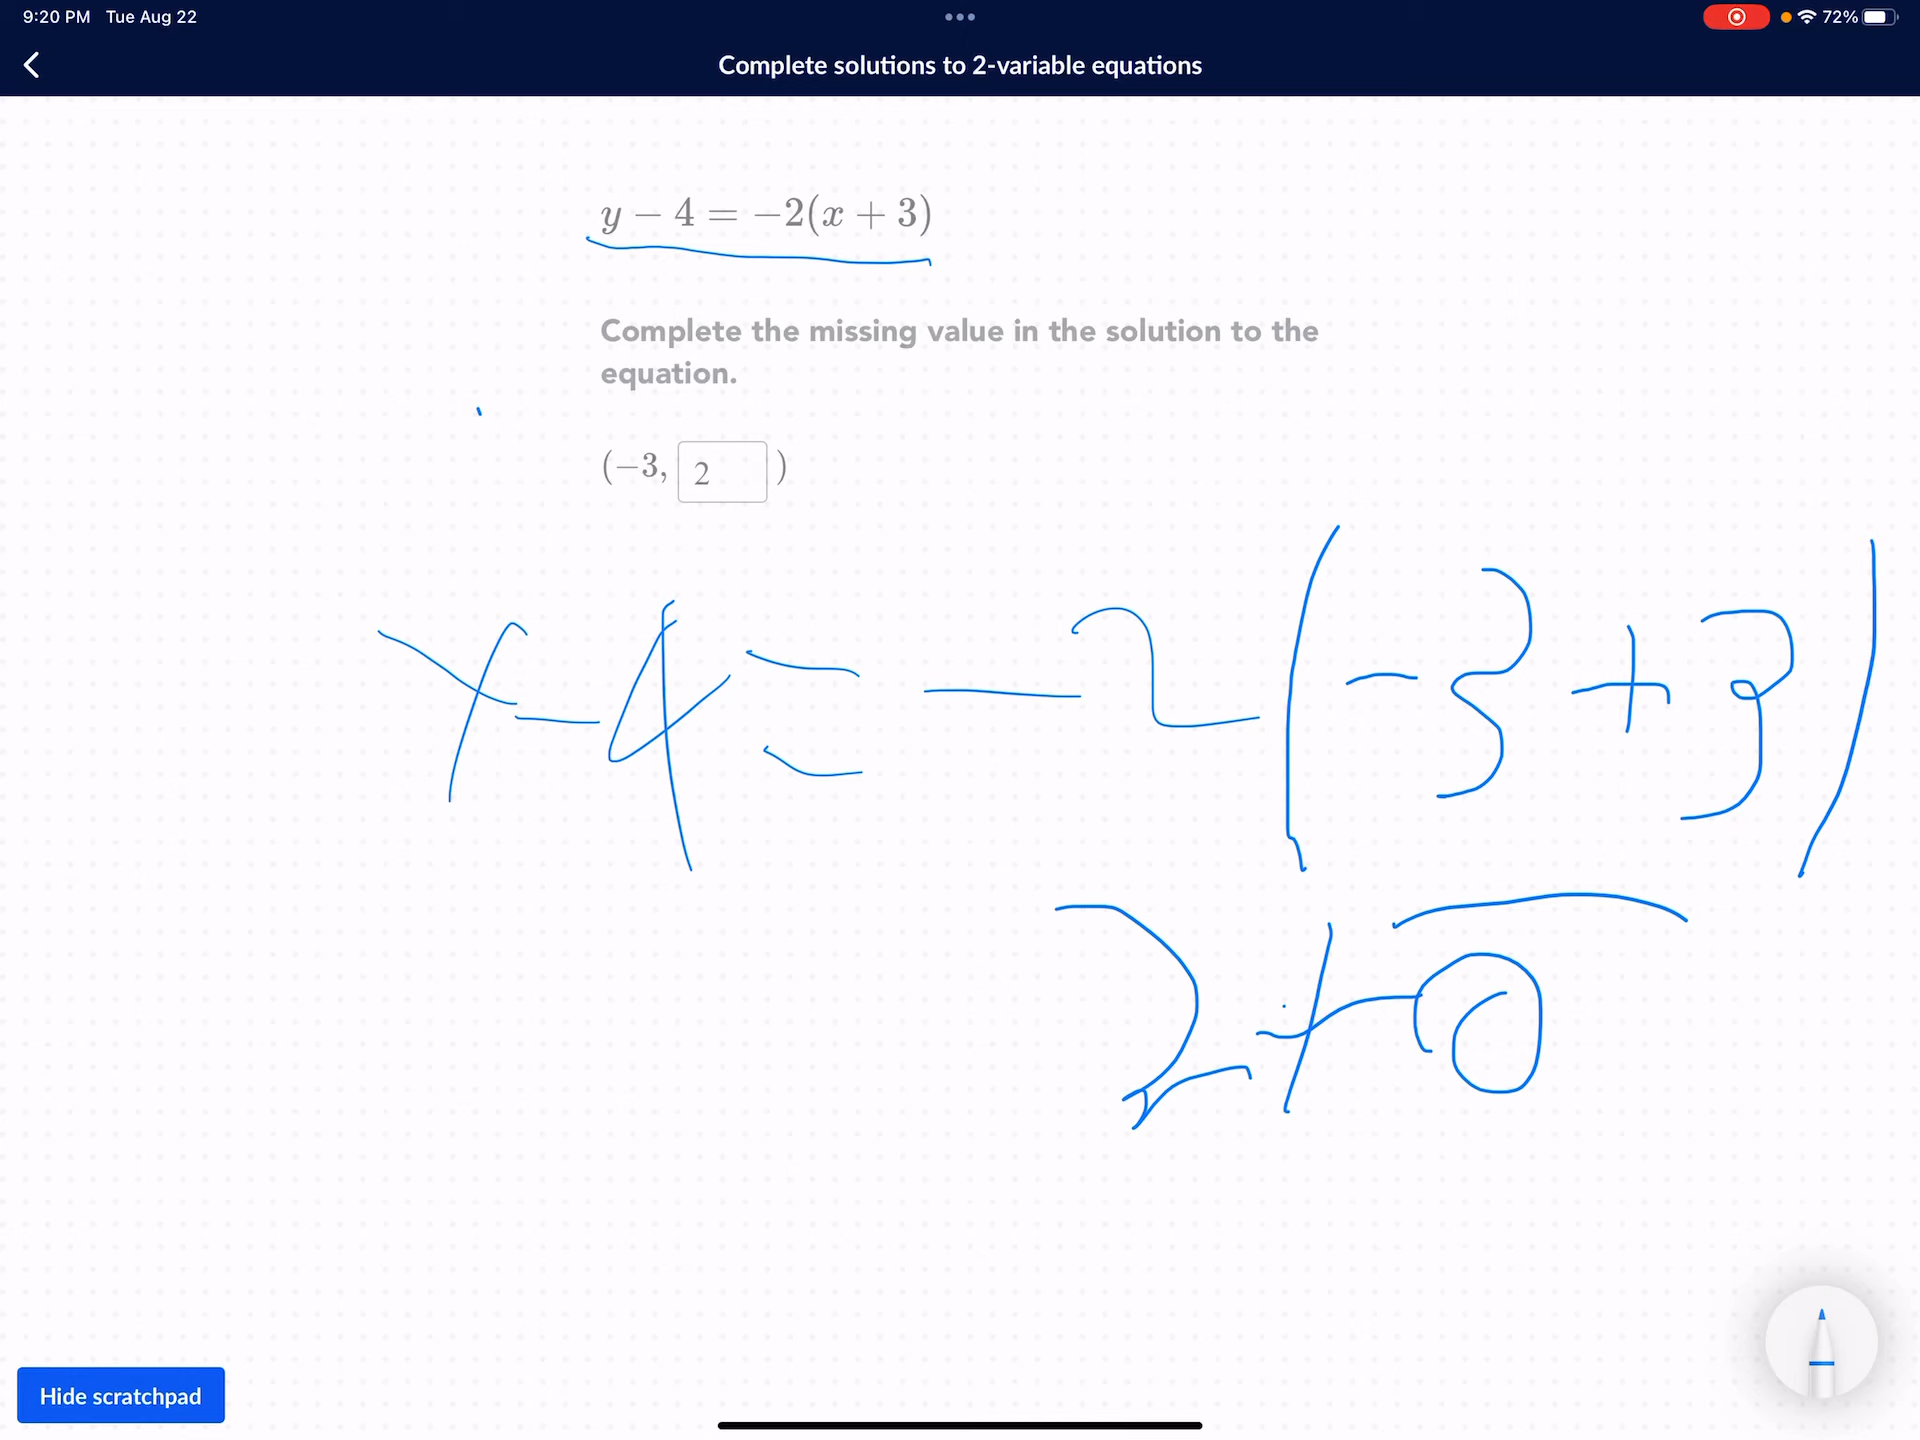 9:20 PM Tue Aug 22
72%
Complete solutions to 2-variable equations
y − 4 = −2(x + 3)
Complete the missing value in the solution to the
equation.
(−3, 2 )
y-4=-2(-3+3)
2+0
Hide scratchpad